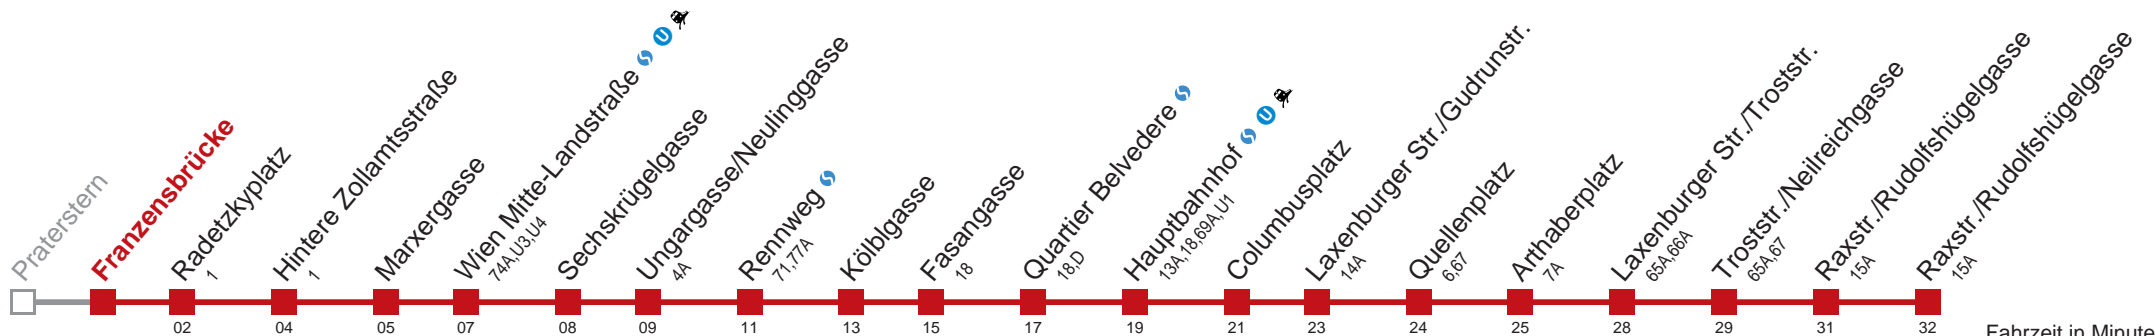 Praterstern
Franzensbrücke
Radetzkyplatz
1
02
Hintere Zollamtsstraße
1
04
Marxergasse
05
Wien Mitte-Landstraße S U
74A,U3,U4
07
Sechskrügelgasse
08
Ungargasse/Neulinggasse
4A
09
Rennweg S
71,77A
11
Kölblgasse
13
Fasangasse
18
15
Quartier Belvedere S
18,D
17
Hauptbahnhof S U
13A,18,69A,U1
19
Columbusplatz
21
Laxenburger Str./Gudrunstr.
14A
23
Quellenplatz
6,67
24
Arthaberplatz
7A
25
Laxenburger Str./Troststr.
65A,66A
28
Troststr./Neilreichgasse
65A,67
29
Raxstr./Rudolfshügelgasse
15A
31
Raxstr./Rudolfshügelgasse
15A
32
Fahrzeit in Minute